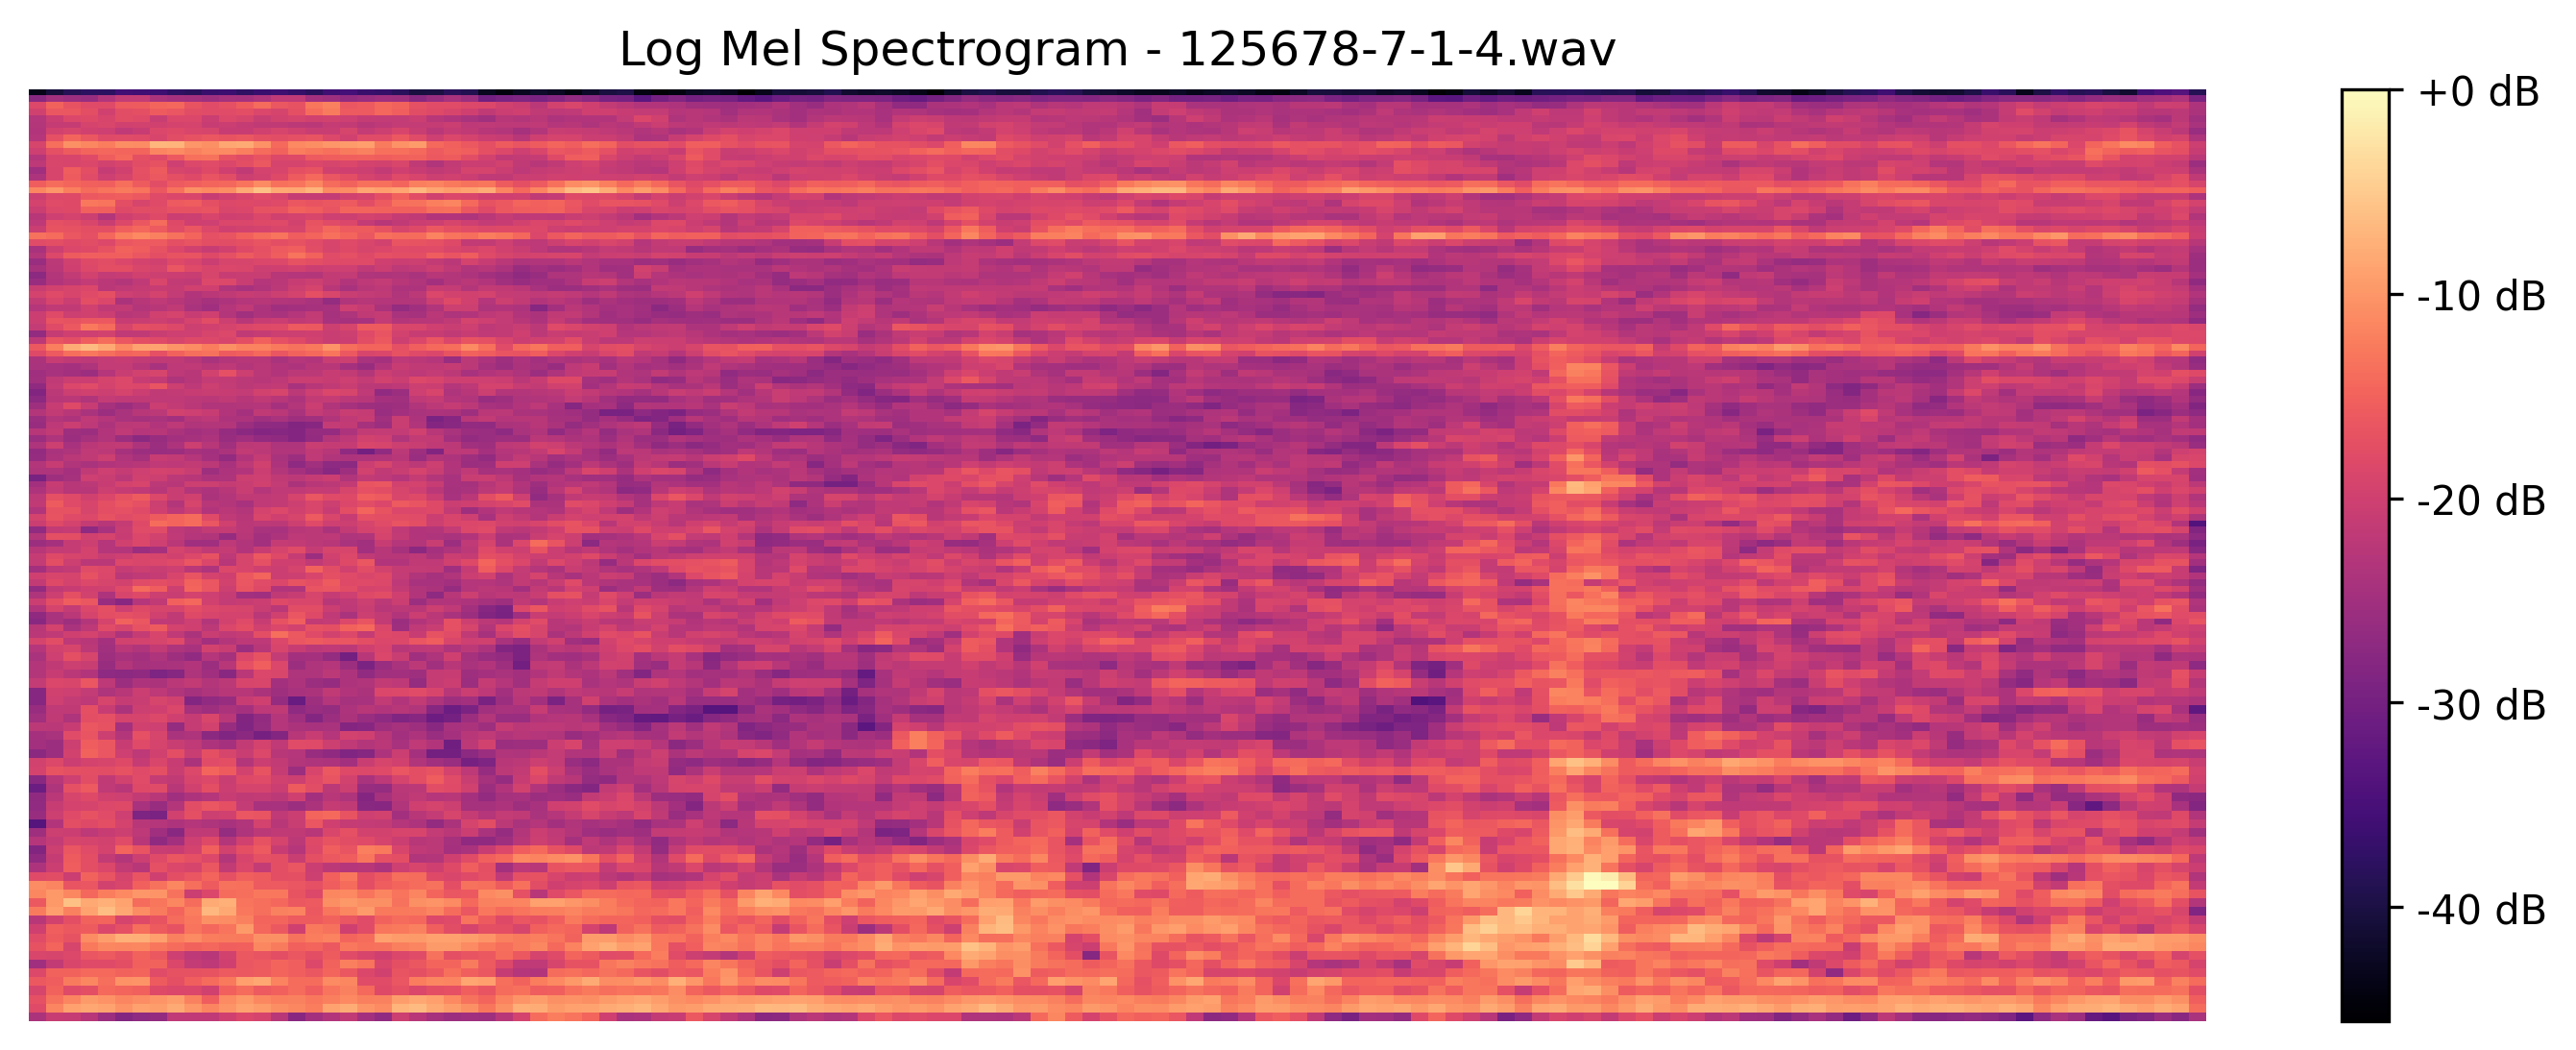 Log Mel Spectrogram - 125678-7-1-4.wav
+0 dB
-10 dB
-20 dB
-30 dB
-40 dB